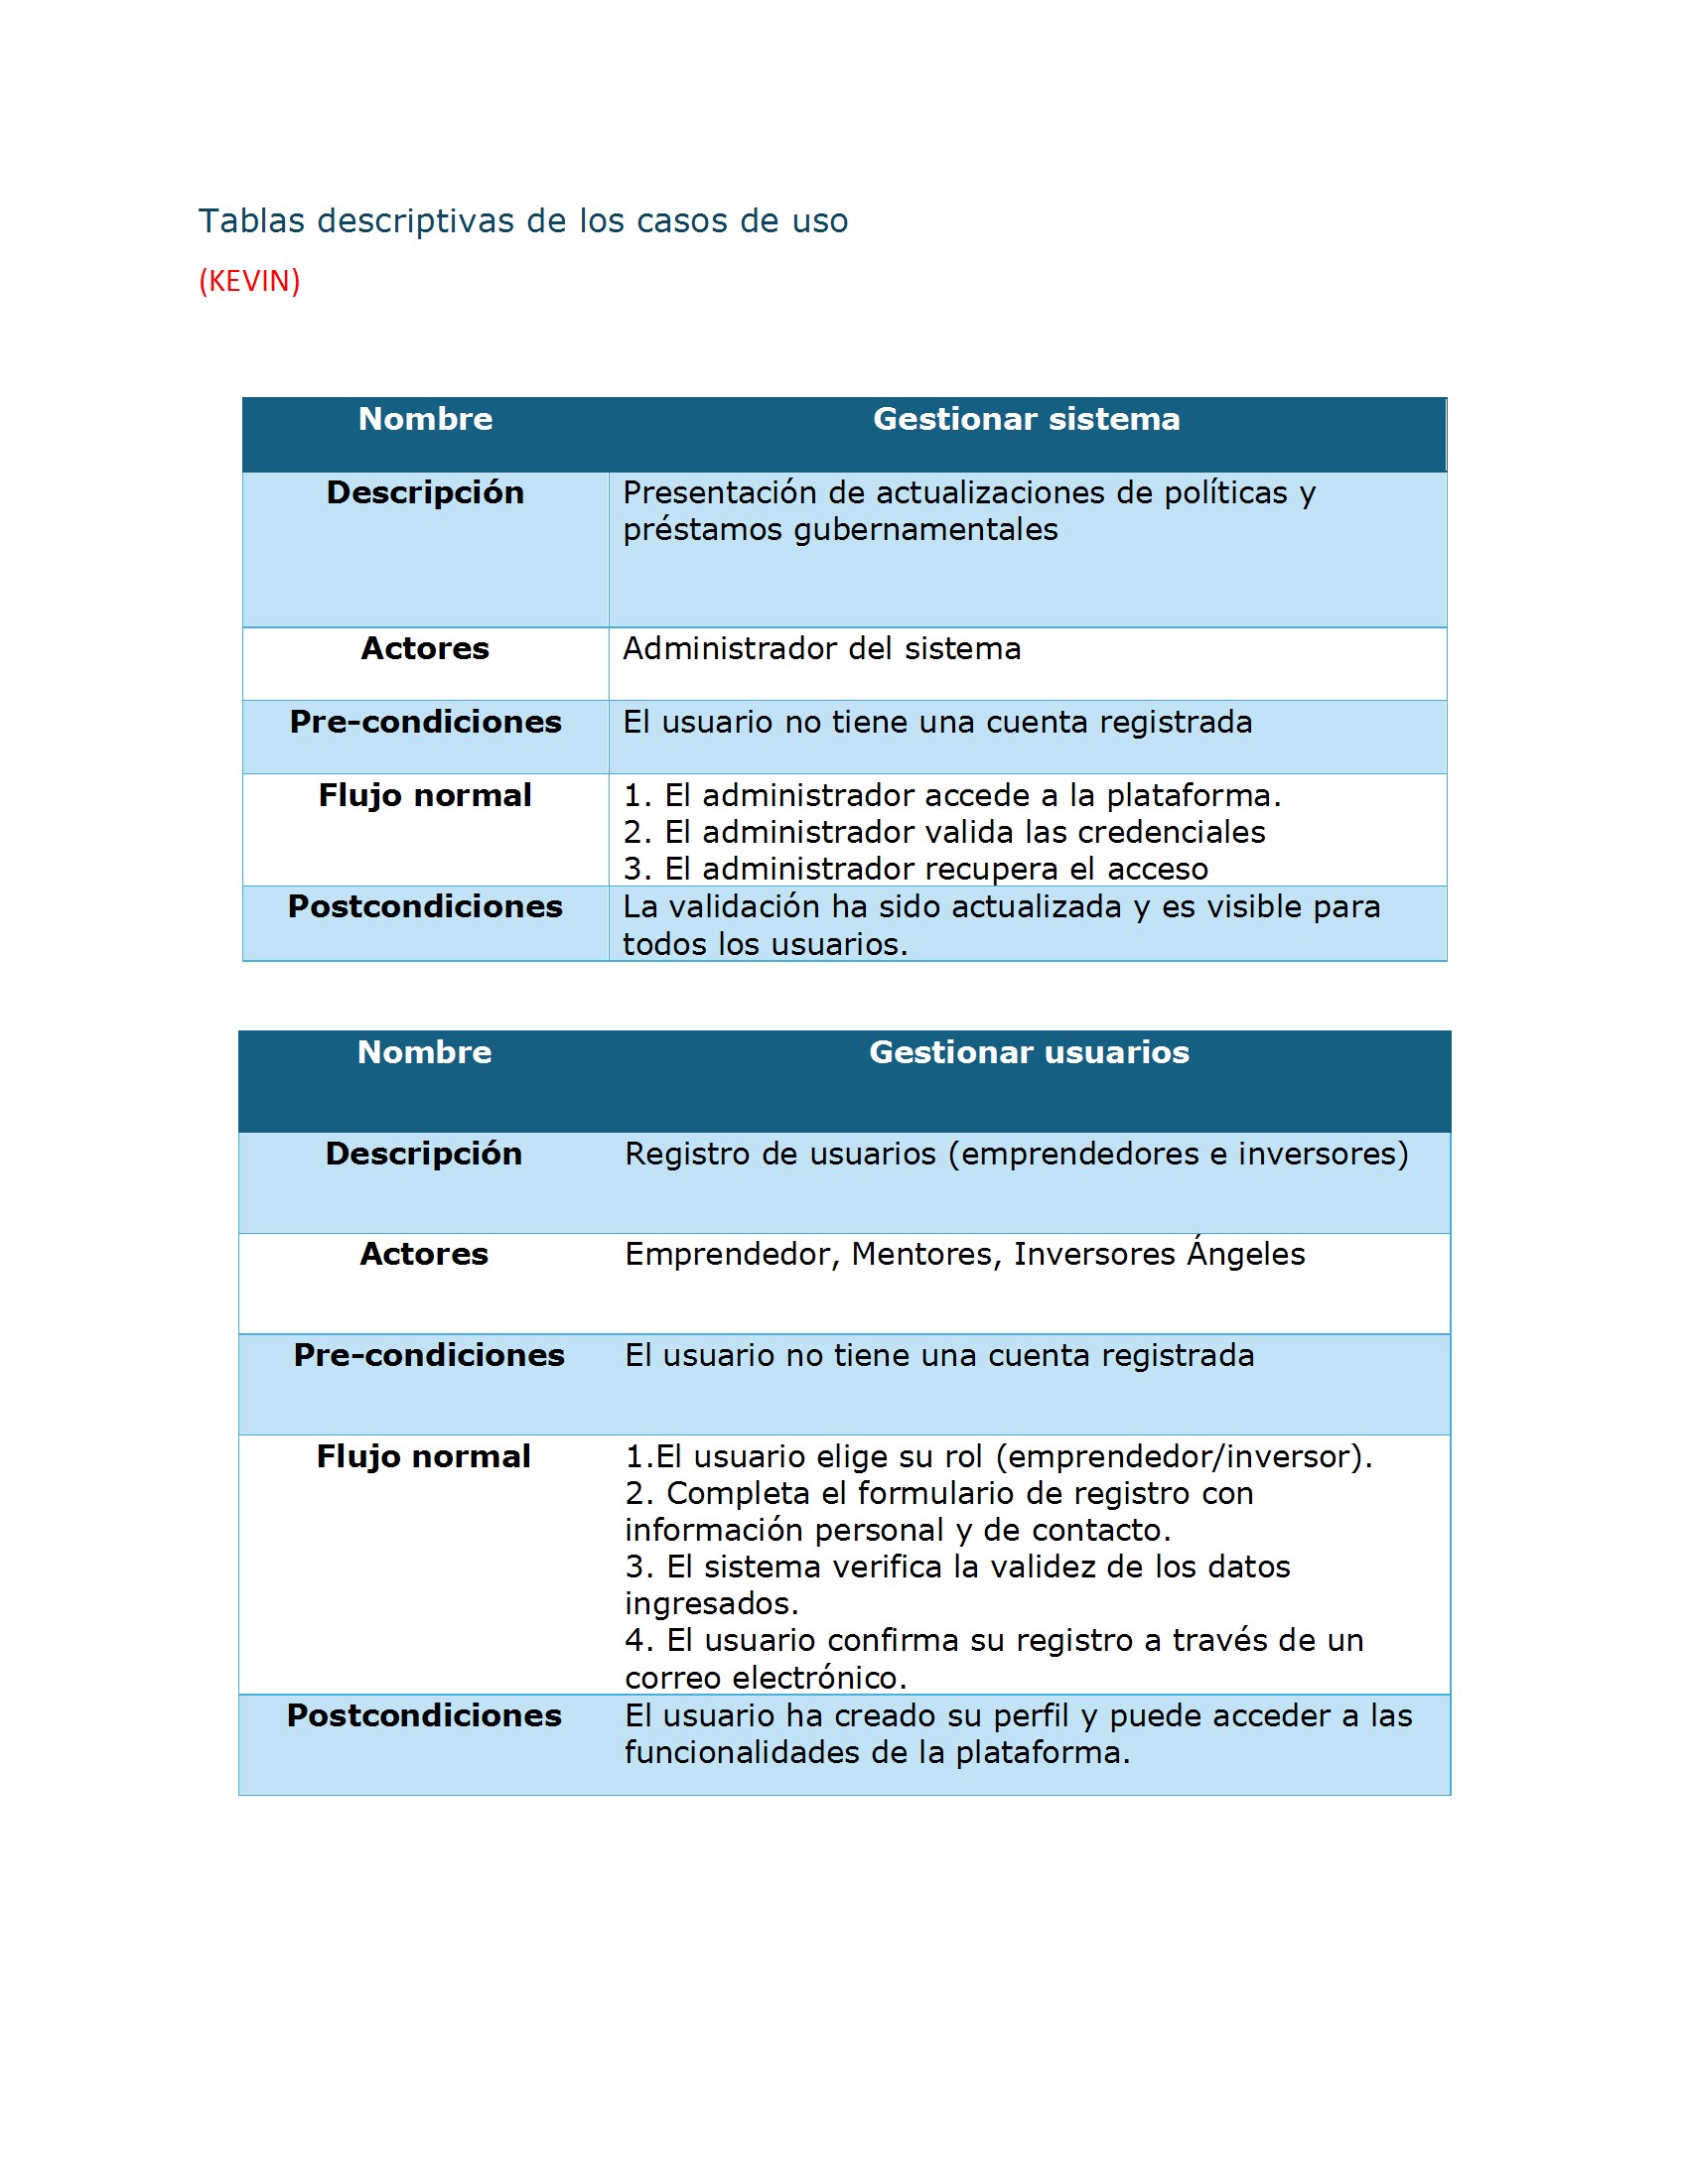 Tablas descriptivas de los casos de uso
(KEVIN)
Nombre Gestionar sistema
Descripción Presentación de actualizaciones de políticas y
préstamos gubernamentales
Actores Administrador del sistema
Pre-condiciones El usuario no tiene una cuenta registrada
Flujo normal 1. El administrador accede a la plataforma.
2. El administrador valida las credenciales
3. El administrador recupera el acceso
Postcondiciones La validación ha sido actualizada y es visible para
todos los usuarios.
Nombre Gestionar usuarios
Descripción Registro de usuarios (emprendedores e inversores)
Actores Emprendedor, Mentores, Inversores Ángeles
Pre-condiciones El usuario no tiene una cuenta registrada
Flujo normal 1.El usuario elige su rol (emprendedor/inversor).
2. Completa el formulario de registro con
información personal y de contacto.
3. El sistema verifica la validez de los datos
ingresados.
4. El usuario confirma su registro a través de un
correo electrónico.
Postcondiciones El usuario ha creado su perfil y puede acceder a las
funcionalidades de la plataforma.